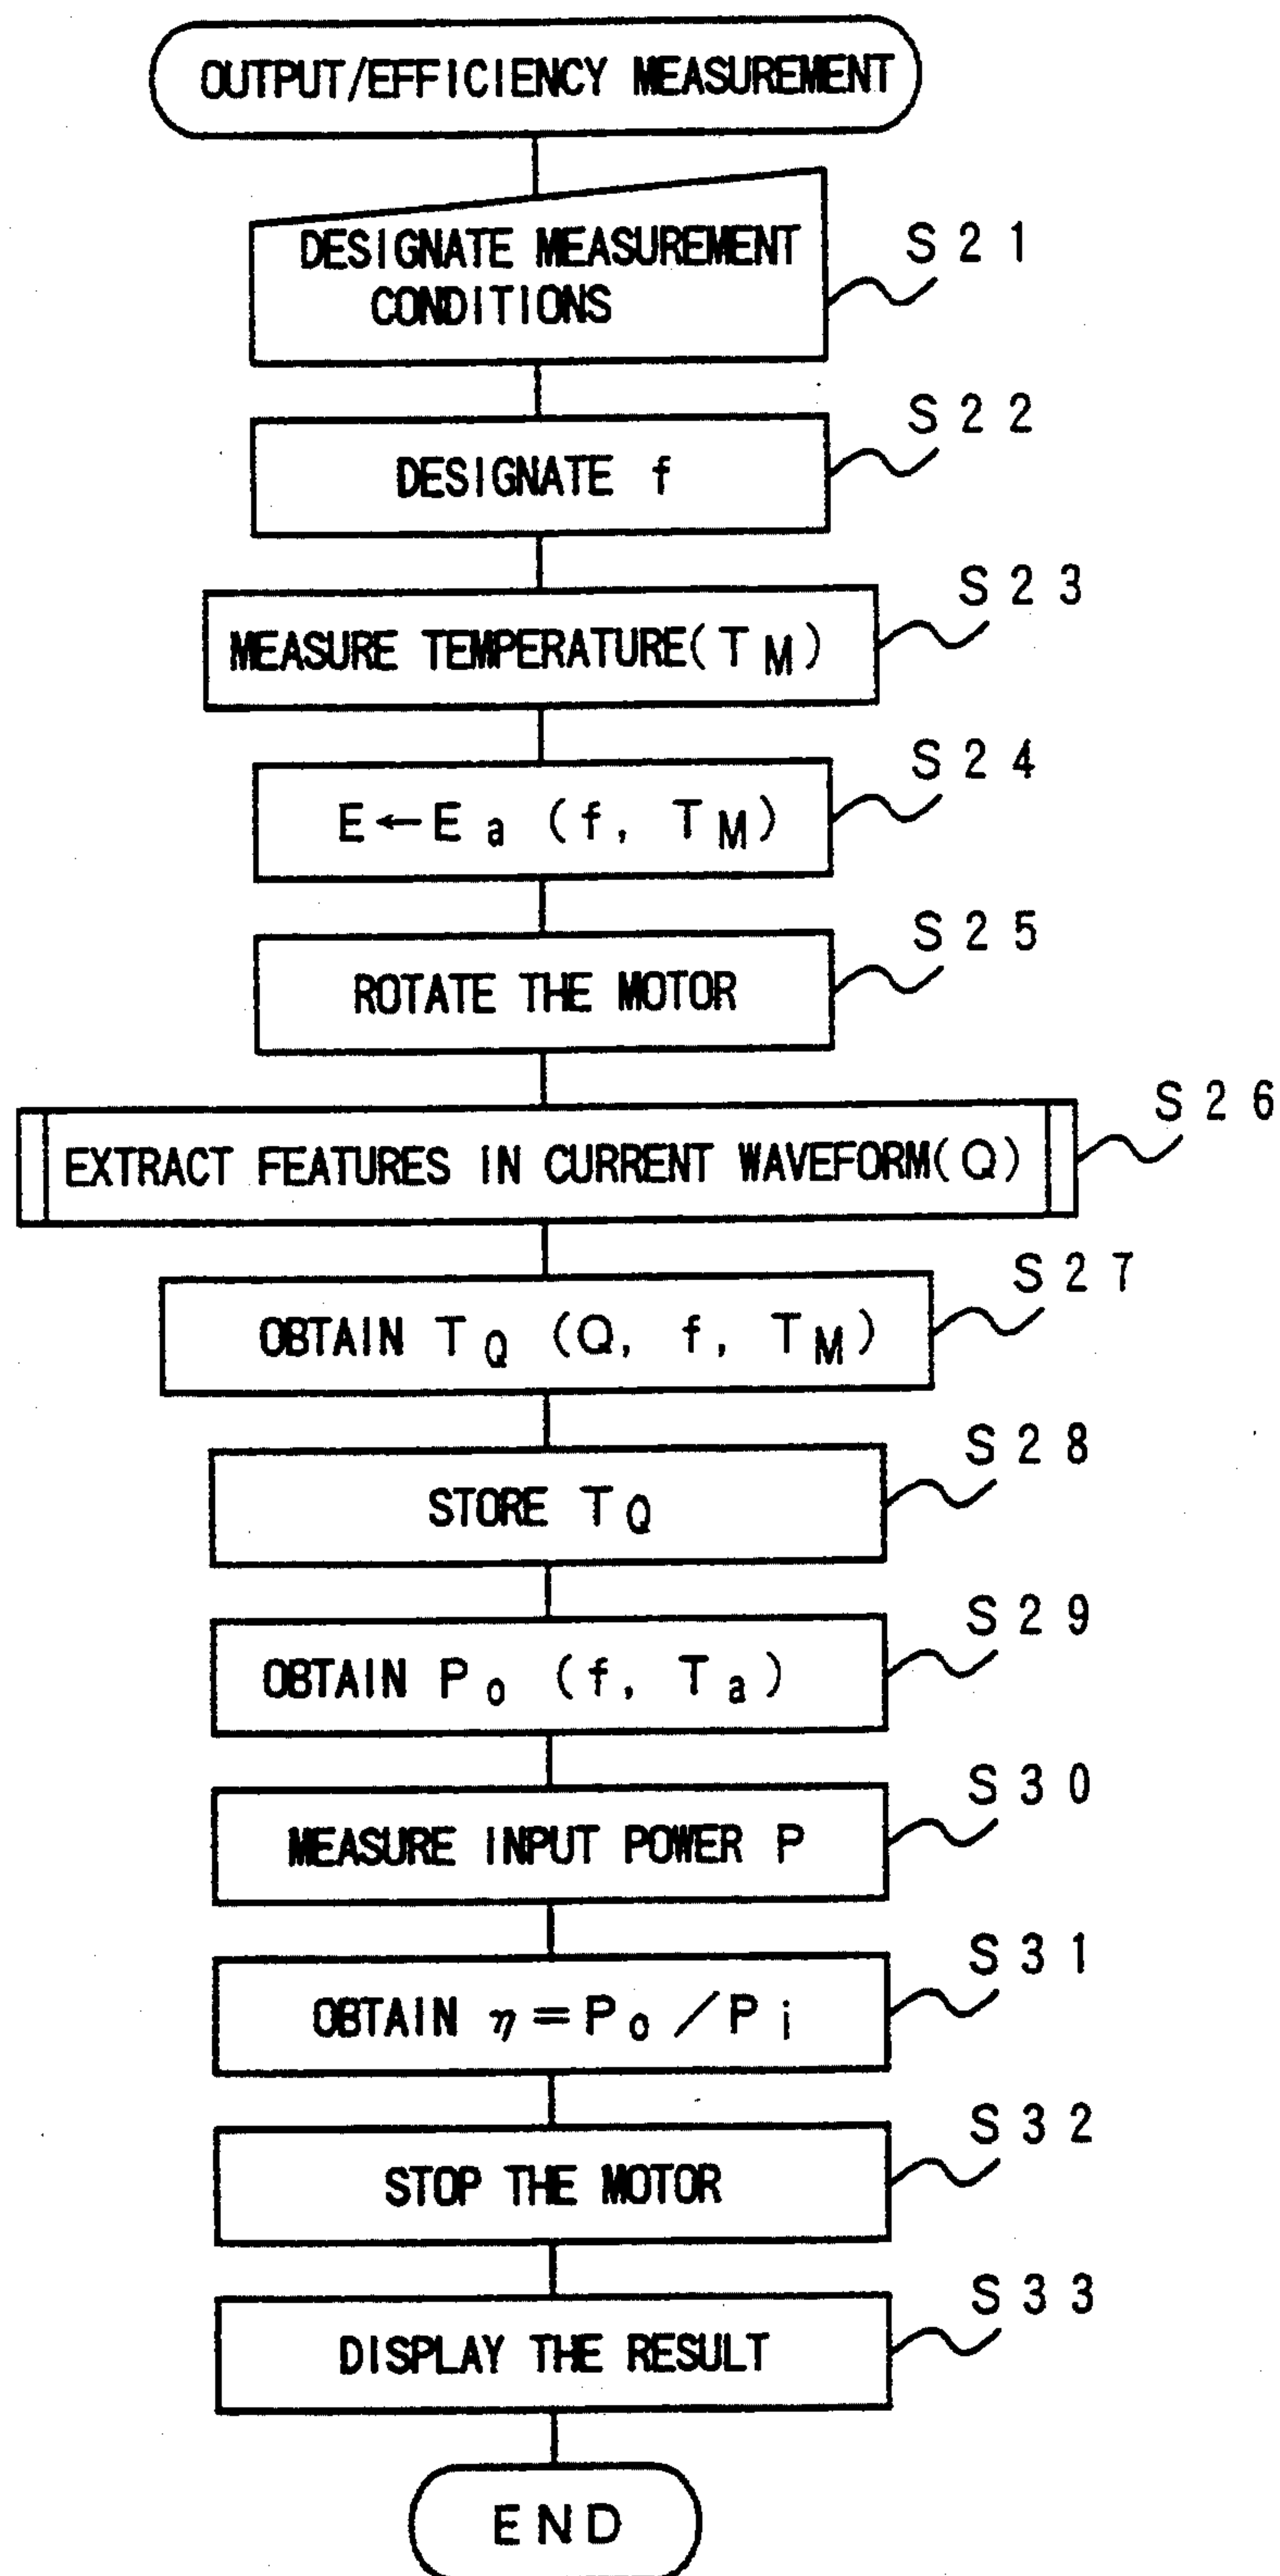 OUTPUT/EFFICIENCY MEASUREMENT
DESIGNATE MEASUREMENT
CONDITIONS
S21
DESIGNATE f
S22
MEASURE TEMPERATURE(TM)
S23
E←Ea (f, TM)
S24
ROTATE THE MOTOR
S25
EXTRACT FEATURES IN CURRENT WAVEFORM(Q)
S26
OBTAIN TQ (Q, f, TM)
S27
STORE TQ
S28
OBTAIN Po (f, Ta)
S29
MEASURE INPUT POWER P
S30
OBTAIN η=Po/Pi
S31
STOP THE MOTOR
S32
DISPLAY THE RESULT
S33
END